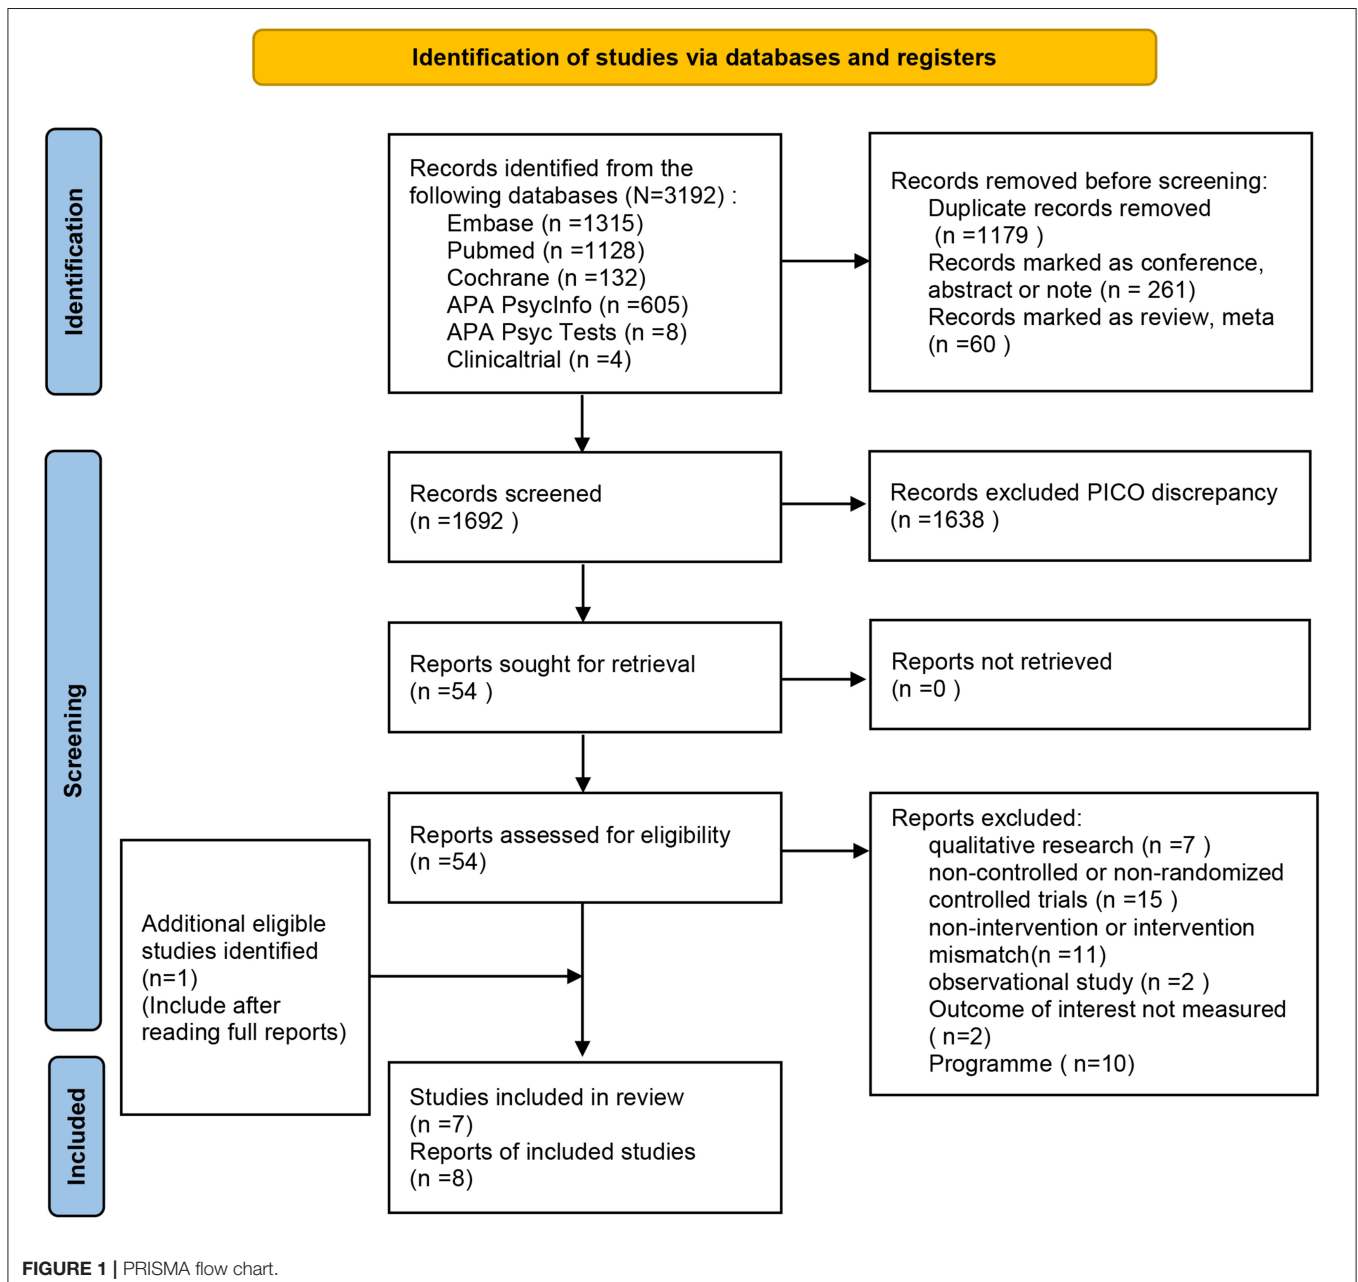 Identification of studies via databases and registers
Identification
Records identified from the
following databases (N=3192) :
Embase (n =1315)
Pubmed (n =1128)
Cochrane (n =132)
APA PsycInfo (n =605)
APA Psyc Tests (n =8)
Clinicaltrial (n =4)
Records removed before screening:
Duplicate records removed
(n =1179 )
Records marked as conference,
abstract or note (n = 261)
Records marked as review, meta
(n =60 )
Screening
Records screened
(n =1692 )
Records excluded PICO discrepancy
(n =1638 )
Reports sought for retrieval
(n =54 )
Reports not retrieved
(n =0 )
Reports assessed for eligibility
(n =54)
Reports excluded:
qualitative research (n =7 )
non-controlled or non-randomized
controlled trials (n =15 )
non-intervention or intervention
mismatch(n =11)
observational study (n =2 )
Outcome of interest not measured
( n=2)
Programme ( n=10)
Additional eligible
studies identified
(n=1)
(Include after
reading full reports)
Included
Studies included in review
(n =7)
Reports of included studies
(n =8)
FIGURE 1 | PRISMA flow chart.